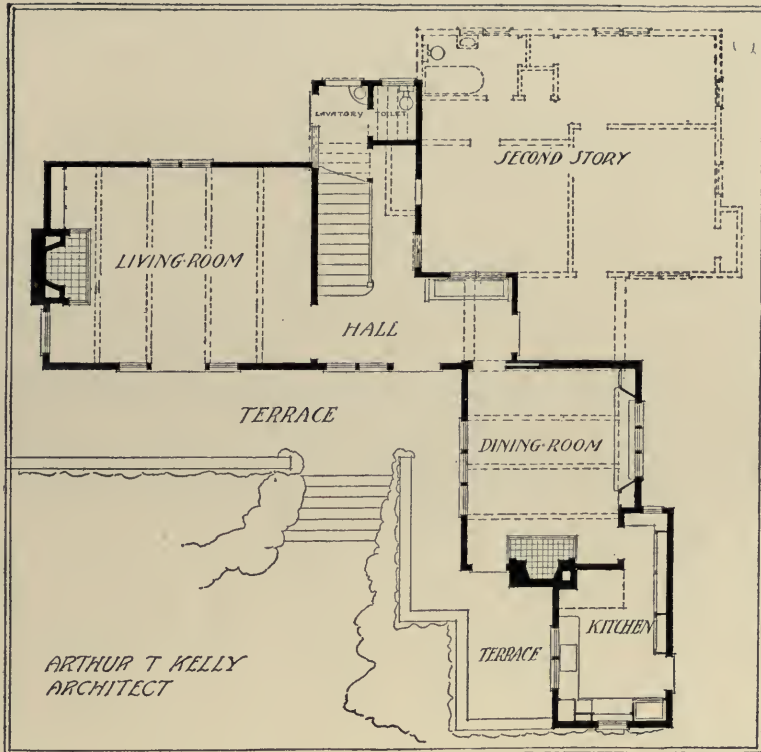 LAVATORY
TOILET
SECOND STORY
LIVING-ROOM
HALL
TERRACE
DINING-ROOM
KITCHEN
TERRACE
ARTHUR T KELLY
ARCHITECT